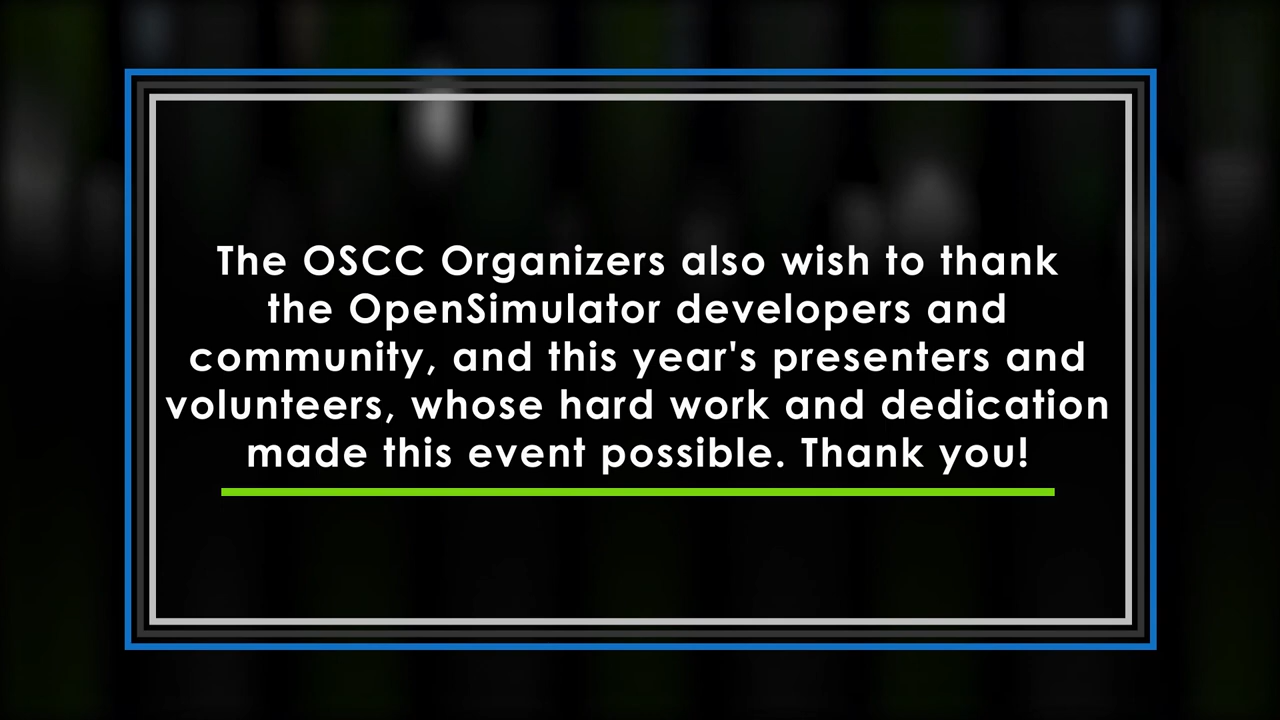 The OSCC Organizers also wish to thank
the OpenSimulator developers and
community, and this year's presenters and
volunteers, whose hard work and dedication
made this event possible. Thank you!